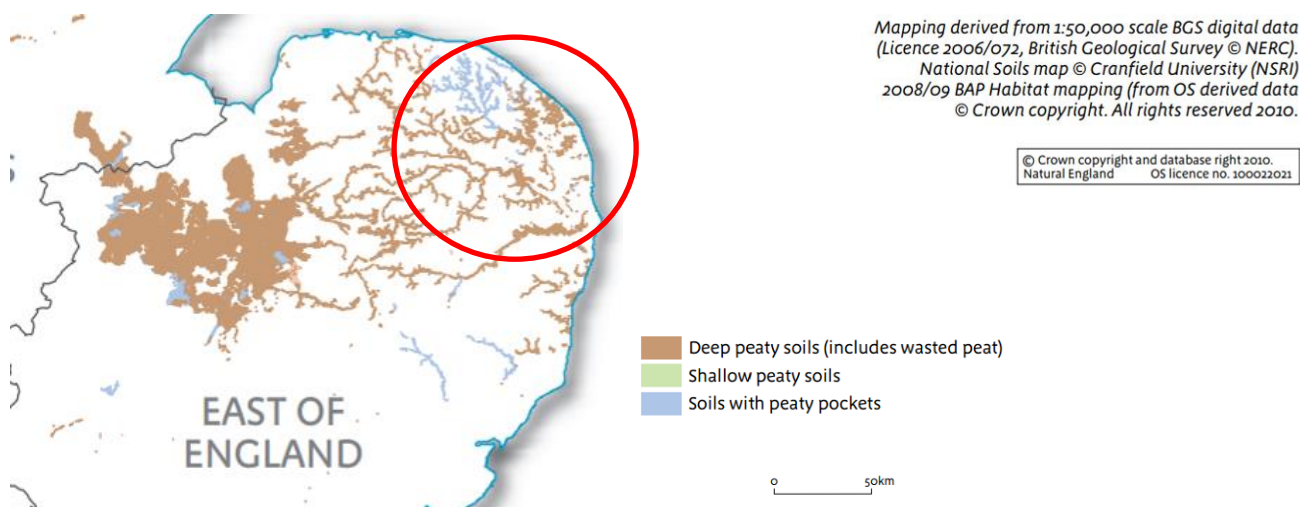 Mapping derived from 1:50,000 scale BGS digital data
(Licence 2006/072, British Geological Survey © NERC).
National Soils map © Cranfield University (NSRI)
2008/09 BAP Habitat mapping (from OS derived data
© Crown copyright. All rights reserved 2010.
© Crown copyright and database right 2010.
Natural England OS licence no. 100022021
Deep peaty soils (includes wasted peat)
Shallow peaty soils
Soils with peaty pockets
EAST OF
ENGLAND
0 50km